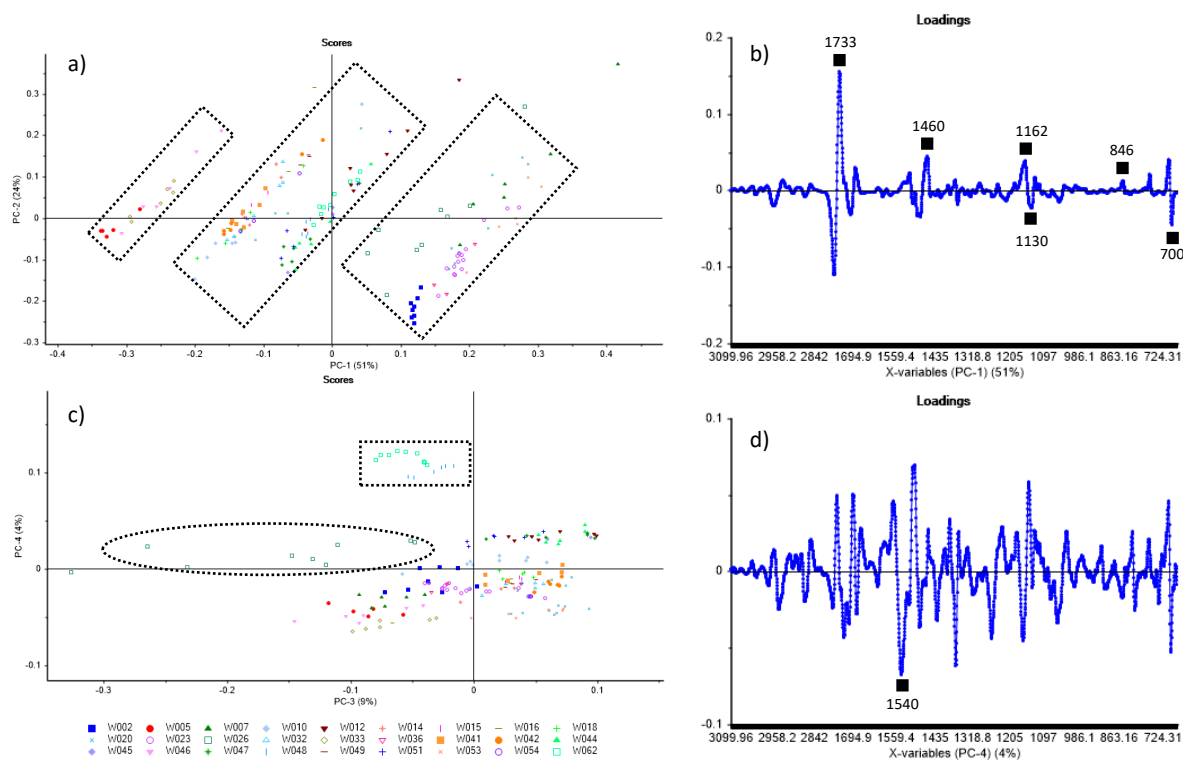 a)
Scores
0.3
0.2
0.1
0
-0.1
-0.2
-0.3
PC-2 (24%)
-0.4 -0.3 -0.2 -0.1 0 0.1 0.2 0.3 0.4
PC-1 (51%)
b)
Loadings
0.2
0.1
0
-0.1
-0.2
1733
1460
1162
846
1130
700
3099.96 2958.2 2842 1694.9 1559.4 1435 1318.8 1205 1097 986.1 863.16 724.31
X-variables (PC-1) (51%)
c)
Scores
0.1
0
-0.1
PC-4 (4%)
-0.3 -0.2 -0.1 0 0.1
PC-3 (9%)
W002 W005 W007 W010 W012 W014 W015 W016 W018
W020 W023 W026 W032 W033 W036 W041 W042 W044
W045 W046 W047 W048 W049 W051 W053 W054 W062
d)
Loadings
0.1
0
-0.1
1540
3099.96 2958.2 2842 1694.9 1559.4 1435 1318.8 1205 1097 986.1 863.16 724.31
X-variables (PC-4) (4%)